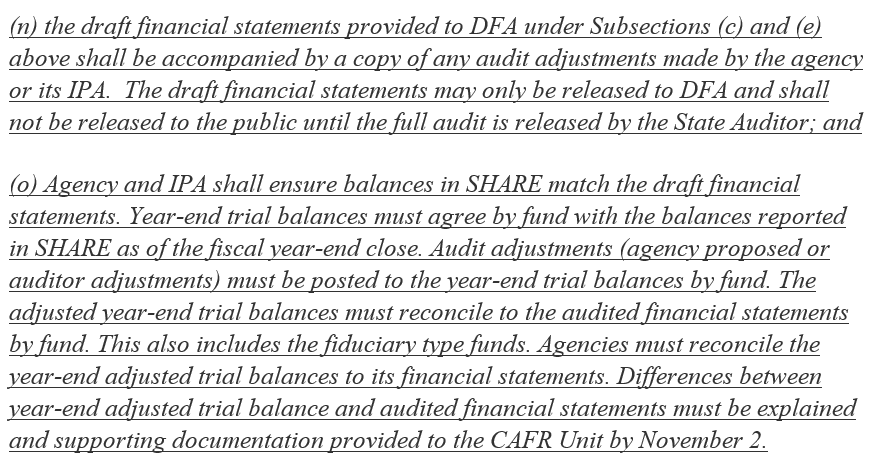 (n) the draft financial statements provided to DFA under Subsections (c) and (e)
above shall be accompanied by a copy of any audit adjustments made by the agency
or its IPA.  The draft financial statements may only be released to DFA and shall
not be released to the public until the full audit is released by the State Auditor; and
(o) Agency and IPA shall ensure balances in SHARE match the draft financial
statements. Year-end trial balances must agree by fund with the balances reported
in SHARE as of the fiscal year-end close. Audit adjustments (agency proposed or
auditor adjustments) must be posted to the year-end trial balances by fund. The
adjusted year-end trial balances must reconcile to the audited financial statements
by fund. This also includes the fiduciary type funds. Agencies must reconcile the
year-end adjusted trial balances to its financial statements. Differences between
year-end adjusted trial balance and audited financial statements must be explained
and supporting documentation provided to the CAFR Unit by November 2.